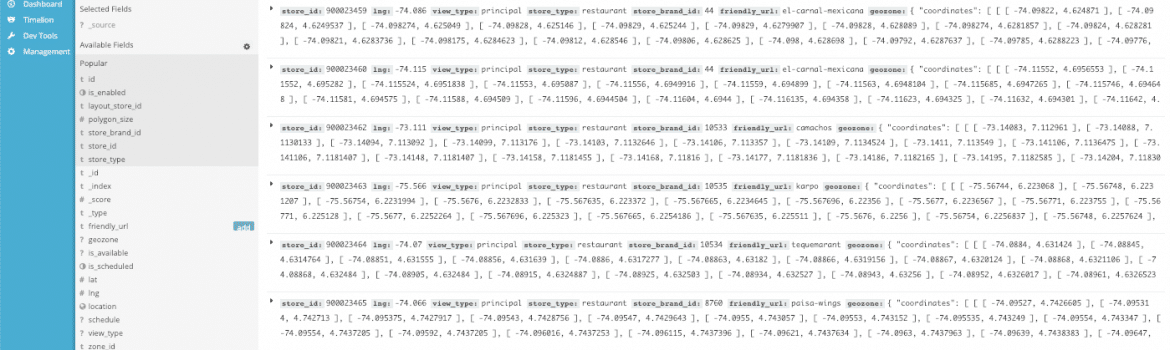 Dashboard
Timelion
Dev Tools
Management
Selected Fields
? _source
Available Fields
Popular
t id
is_enabled
t layout_store_id
# polygon_size
t store_brand_id
t store_id
t store_type
t _id
t _index
# _score
t _type
t friendly_url add
? geozone
? is_available
is_scheduled
# lat
# lng
location
? schedule
? view_type
t zone_id
store_id: 900023459 lng: -74.086 view_type: principal store_type: restaurant store_brand_id: 44 friendly_url: el-carnal-mexicana geozone: { "coordinates": [ [ [ -74.09822, 4.624871 ], [ -74.09
824, 4.6249537 ], [ -74.098274, 4.625049 ], [ -74.09828, 4.625146 ], [ -74.09829, 4.625244 ], [ -74.09829, 4.6279907 ], [ -74.09828, 4.628089 ], [ -74.098274, 4.6281857 ], [ -74.09824, 4.628281
], [ -74.09821, 4.6283736 ], [ -74.098175, 4.6284623 ], [ -74.09812, 4.628546 ], [ -74.09806, 4.628625 ], [ -74.098, 4.628698 ], [ -74.09792, 4.6287637 ], [ -74.09785, 4.6288223 ], [ -74.09776,
store_id: 900023460 lng: -74.115 view_type: principal store_type: restaurant store_brand_id: 44 friendly_url: el-carnal-mexicana geozone: { "coordinates": [ [ [ -74.11552, 4.6956553 ], [ -74.1
1552, 4.695282 ], [ -74.115524, 4.6951838 ], [ -74.11553, 4.695087 ], [ -74.11556, 4.6949916 ], [ -74.11559, 4.694899 ], [ -74.11563, 4.6948104 ], [ -74.115685, 4.6947265 ], [ -74.115746, 4.69464
8 ], [ -74.11581, 4.694575 ], [ -74.11588, 4.694509 ], [ -74.11596, 4.6944504 ], [ -74.11604, 4.6944 ], [ -74.116135, 4.694358 ], [ -74.11623, 4.694325 ], [ -74.11632, 4.694301 ], [ -74.11642, 4.
store_id: 900023462 lng: -73.111 view_type: principal store_type: restaurant store_brand_id: 10533 friendly_url: camachos geozone: { "coordinates": [ [ [ -73.14083, 7.112961 ], [ -73.14088, 7.
1130133 ], [ -73.14094, 7.113092 ], [ -73.14099, 7.113176 ], [ -73.14103, 7.1132646 ], [ -73.14106, 7.113357 ], [ -73.14109, 7.1134524 ], [ -73.1411, 7.113549 ], [ -73.141106, 7.1136475 ], [ -73.
141106, 7.1181407 ], [ -73.14148, 7.1181407 ], [ -73.14158, 7.1181455 ], [ -73.14168, 7.11816 ], [ -73.14177, 7.1181836 ], [ -73.14186, 7.1182165 ], [ -73.14195, 7.1182585 ], [ -73.14204, 7.11830
store_id: 900023463 lng: -75.566 view_type: principal store_type: restaurant store_brand_id: 10535 friendly_url: karpo geozone: { "coordinates": [ [ [ -75.56744, 6.223068 ], [ -75.56748, 6.223
1207 ], [ -75.56754, 6.2231994 ], [ -75.5676, 6.2232833 ], [ -75.567635, 6.223372 ], [ -75.567665, 6.2234645 ], [ -75.567696, 6.22356 ], [ -75.5677, 6.2236567 ], [ -75.56771, 6.223755 ], [ -75.56
771, 6.225128 ], [ -75.5677, 6.2252264 ], [ -75.567696, 6.225323 ], [ -75.567665, 6.2254186 ], [ -75.567635, 6.225511 ], [ -75.5676, 6.2256 ], [ -75.56754, 6.2256837 ], [ -75.56748, 6.2257624 ],
store_id: 900023464 lng: -74.07 view_type: principal store_type: restaurant store_brand_id: 10534 friendly_url: tequemarant geozone: { "coordinates": [ [ [ -74.0884, 4.631424 ], [ -74.08845,
4.6314764 ], [ -74.08851, 4.631555 ], [ -74.08856, 4.631639 ], [ -74.0886, 4.6317277 ], [ -74.08863, 4.63182 ], [ -74.08866, 4.6319156 ], [ -74.08867, 4.6320124 ], [ -74.08868, 4.6321106 ], [ -7
4.08868, 4.632484 ], [ -74.08905, 4.632484 ], [ -74.08915, 4.6324887 ], [ -74.08925, 4.632503 ], [ -74.08934, 4.632527 ], [ -74.08943, 4.63256 ], [ -74.08952, 4.6326017 ], [ -74.08961, 4.6326523
store_id: 900023465 lng: -74.066 view_type: principal store_type: restaurant store_brand_id: 8760 friendly_url: paisa-wings geozone: { "coordinates": [ [ [ -74.09527, 4.7426605 ], [ -74.09531
4, 4.742713 ], [ -74.095375, 4.7427917 ], [ -74.09543, 4.7428756 ], [ -74.09547, 4.7429643 ], [ -74.0955, 4.743057 ], [ -74.09553, 4.743152 ], [ -74.095535, 4.743249 ], [ -74.09554, 4.743347 ],
[ -74.09554, 4.7437205 ], [ -74.09592, 4.7437205 ], [ -74.096016, 4.7437253 ], [ -74.096115, 4.7437396 ], [ -74.09621, 4.7437634 ], [ -74.0963, 4.7437963 ], [ -74.09639, 4.7438383 ], [ -74.09647,